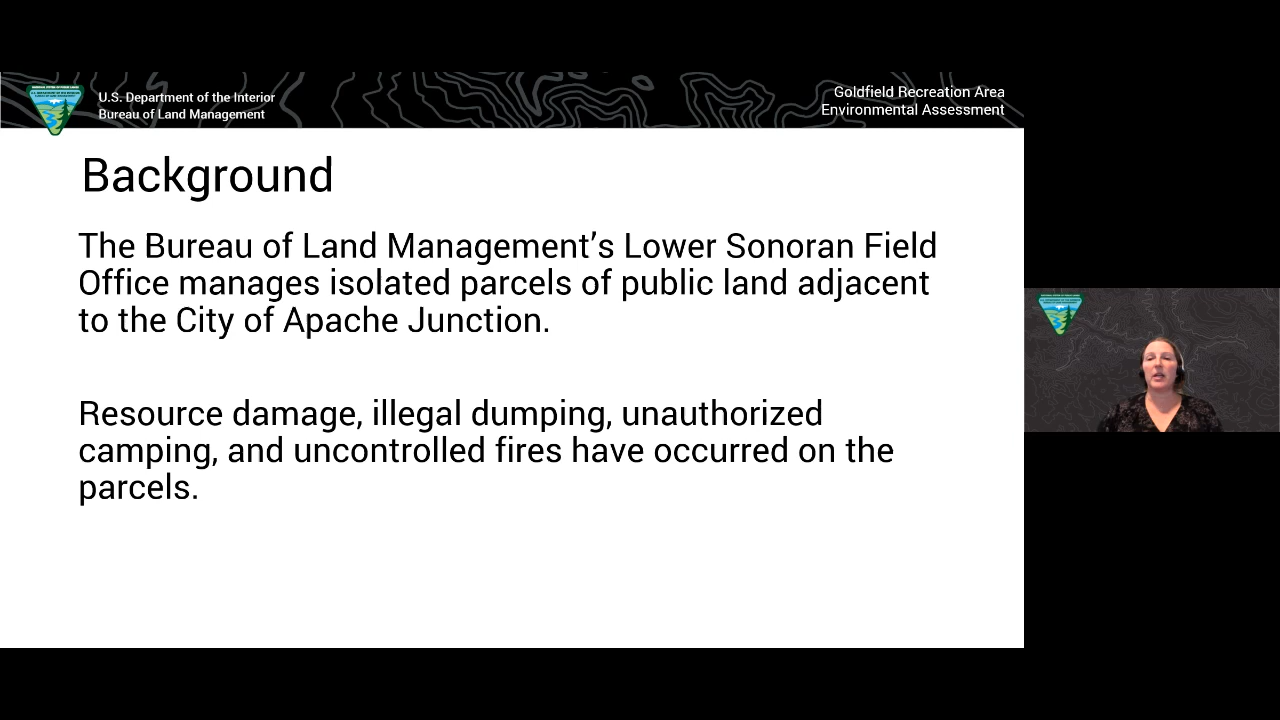 U.S. Department of the Interior
Bureau of Land Management
Goldfield Recreation Area
Environmental Assessment
Background
The Bureau of Land Management’s Lower Sonoran Field
Office manages isolated parcels of public land adjacent
to the City of Apache Junction.
Resource damage, illegal dumping, unauthorized
camping, and uncontrolled fires have occurred on the
parcels.